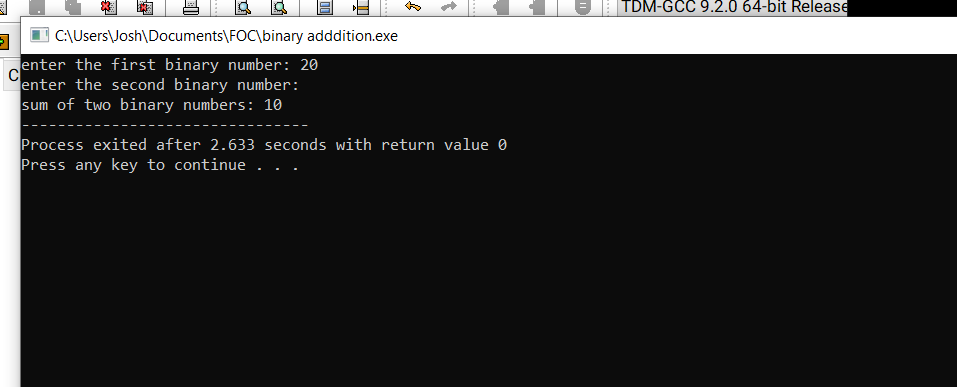 TDM-GCC 9.2.0 64-bit Release
C:\Users\Josh\Documents\FOC\binary adddition.exe
C
enter the first binary number: 20
enter the second binary number:
sum of two binary numbers: 10
--------------------------------
Process exited after 2.633 seconds with return value 0
Press any key to continue . . .